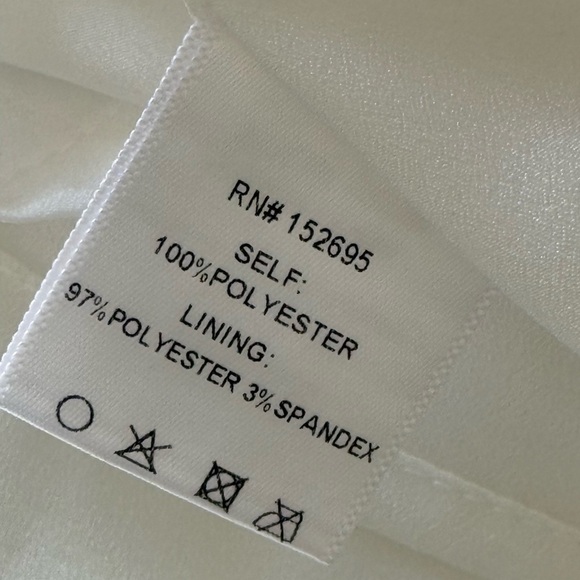 RN# 152695
SELF:
100%POLYESTER
LINING:
97%POLYESTER 3%SPANDEX